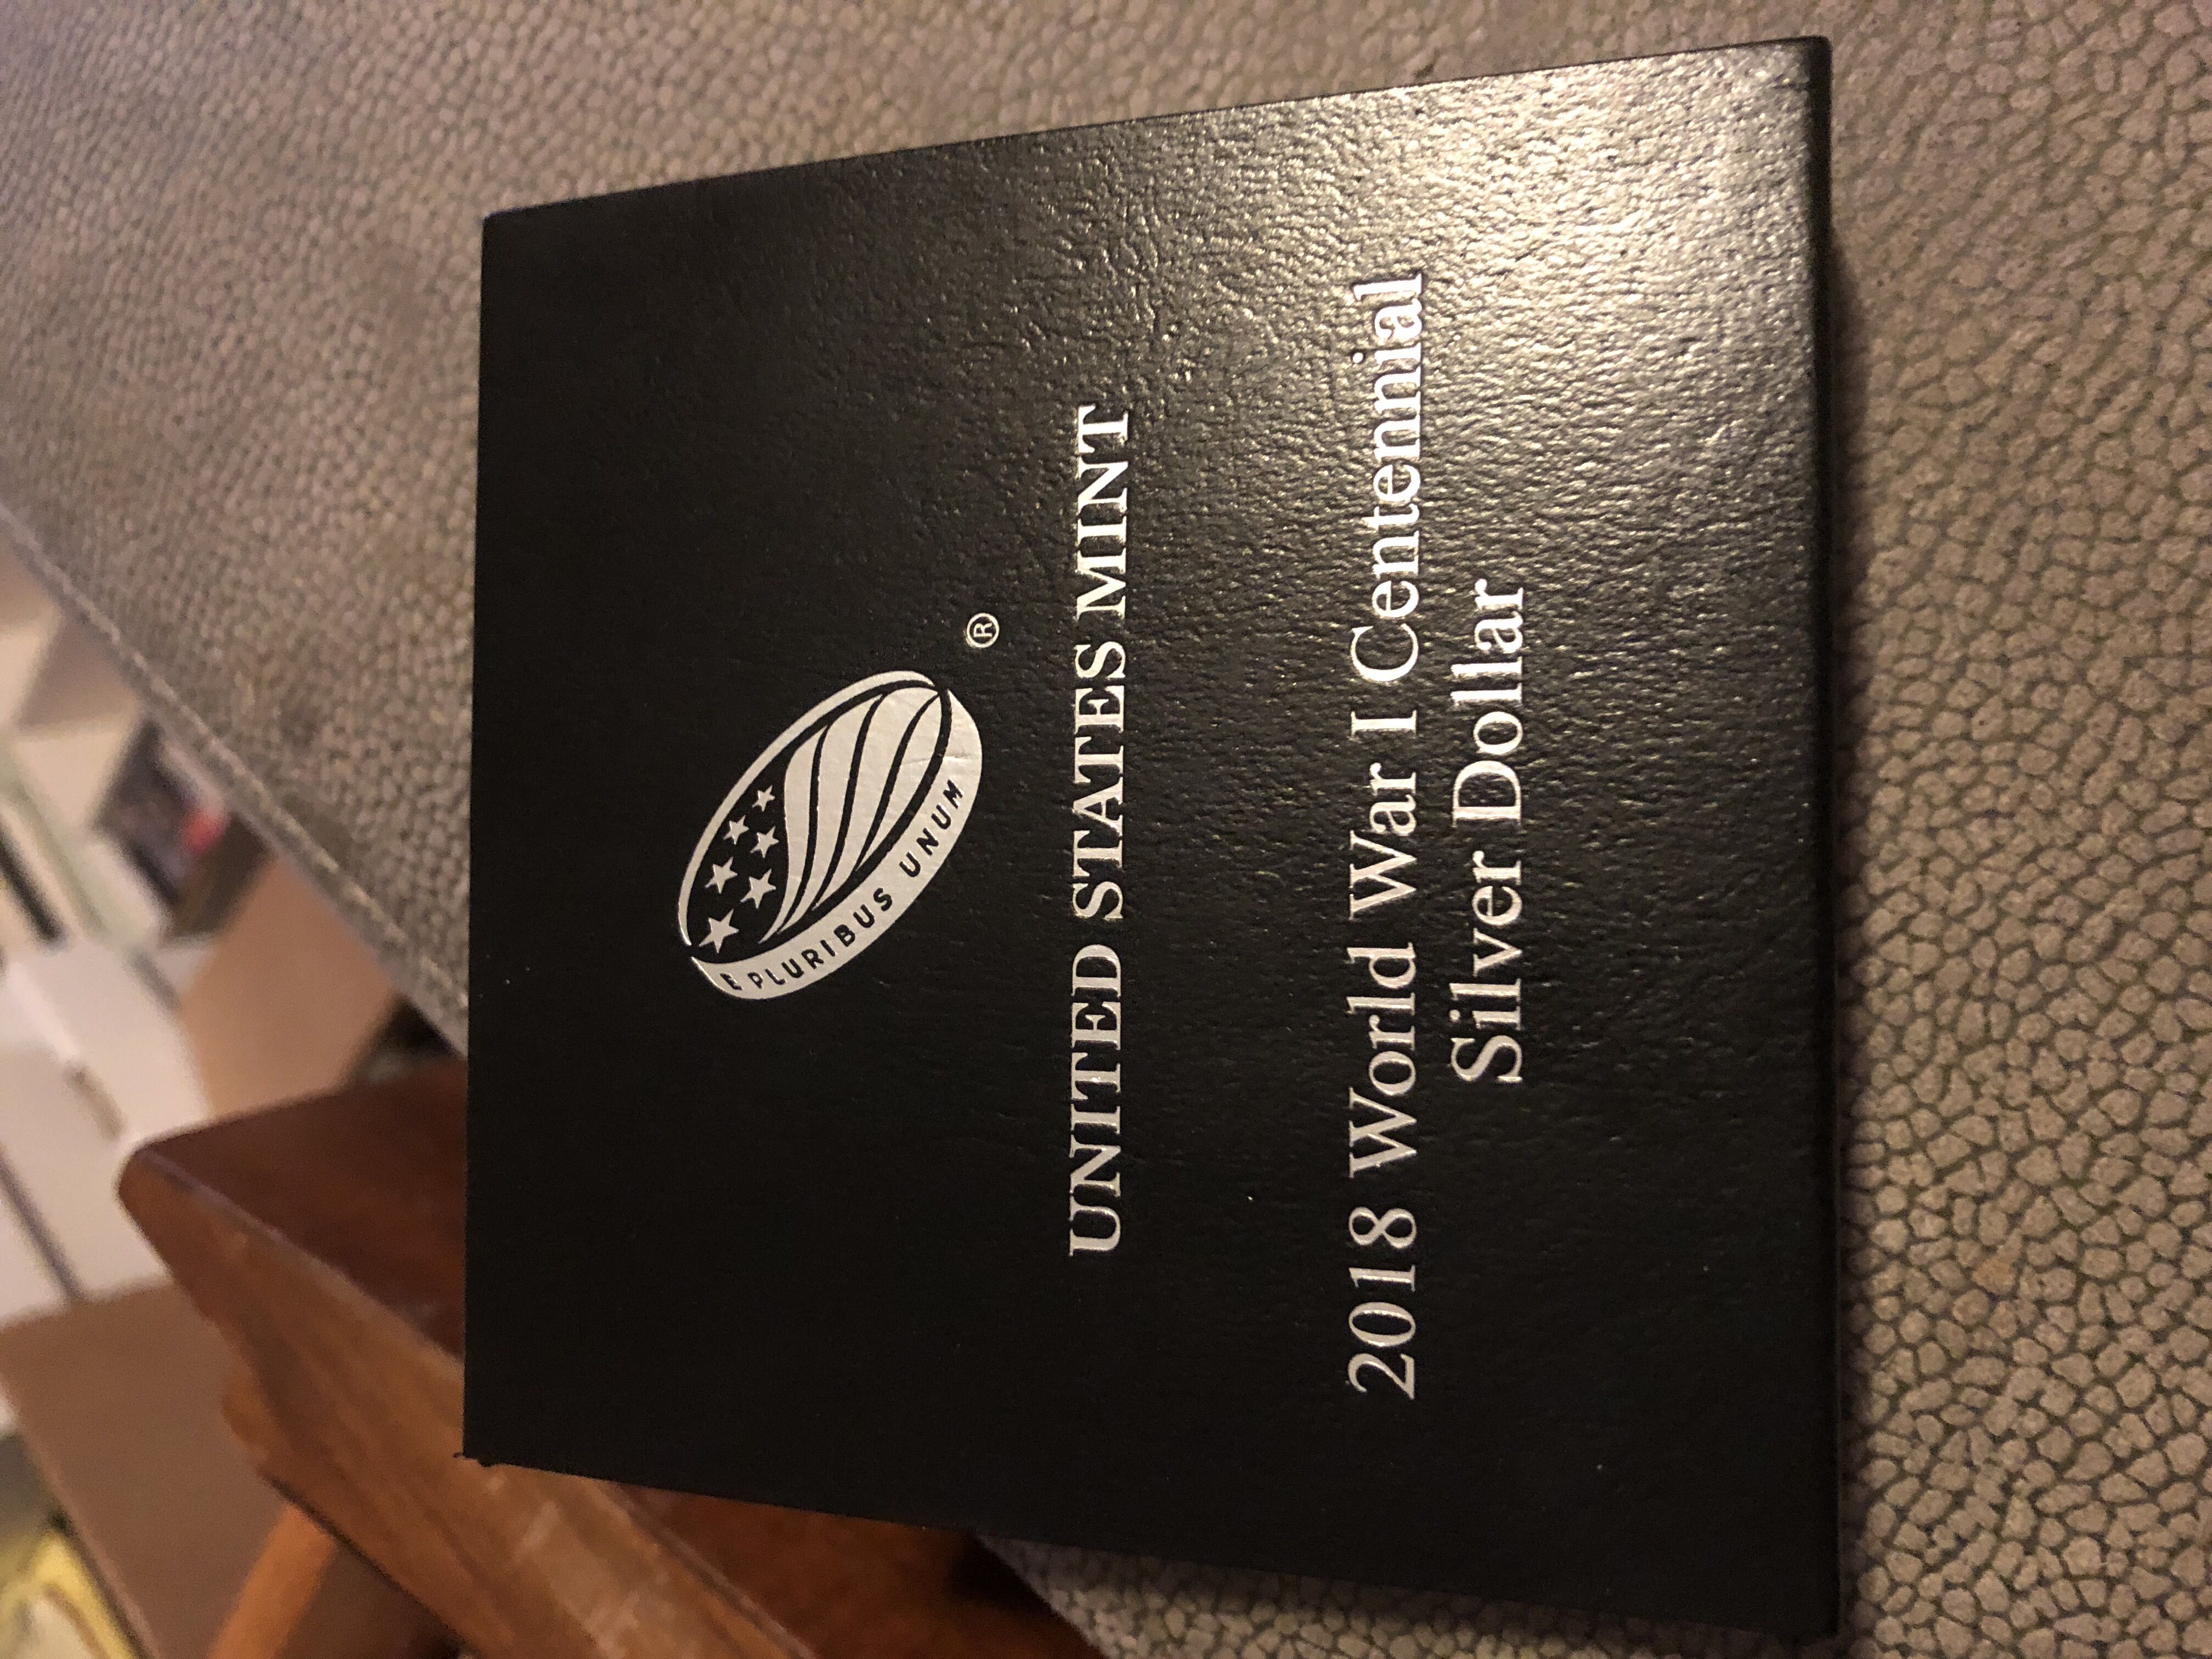 E PLURIBUS UNUM
®
UNITED STATES MINT
2018 World War I Centennial
Silver Dollar